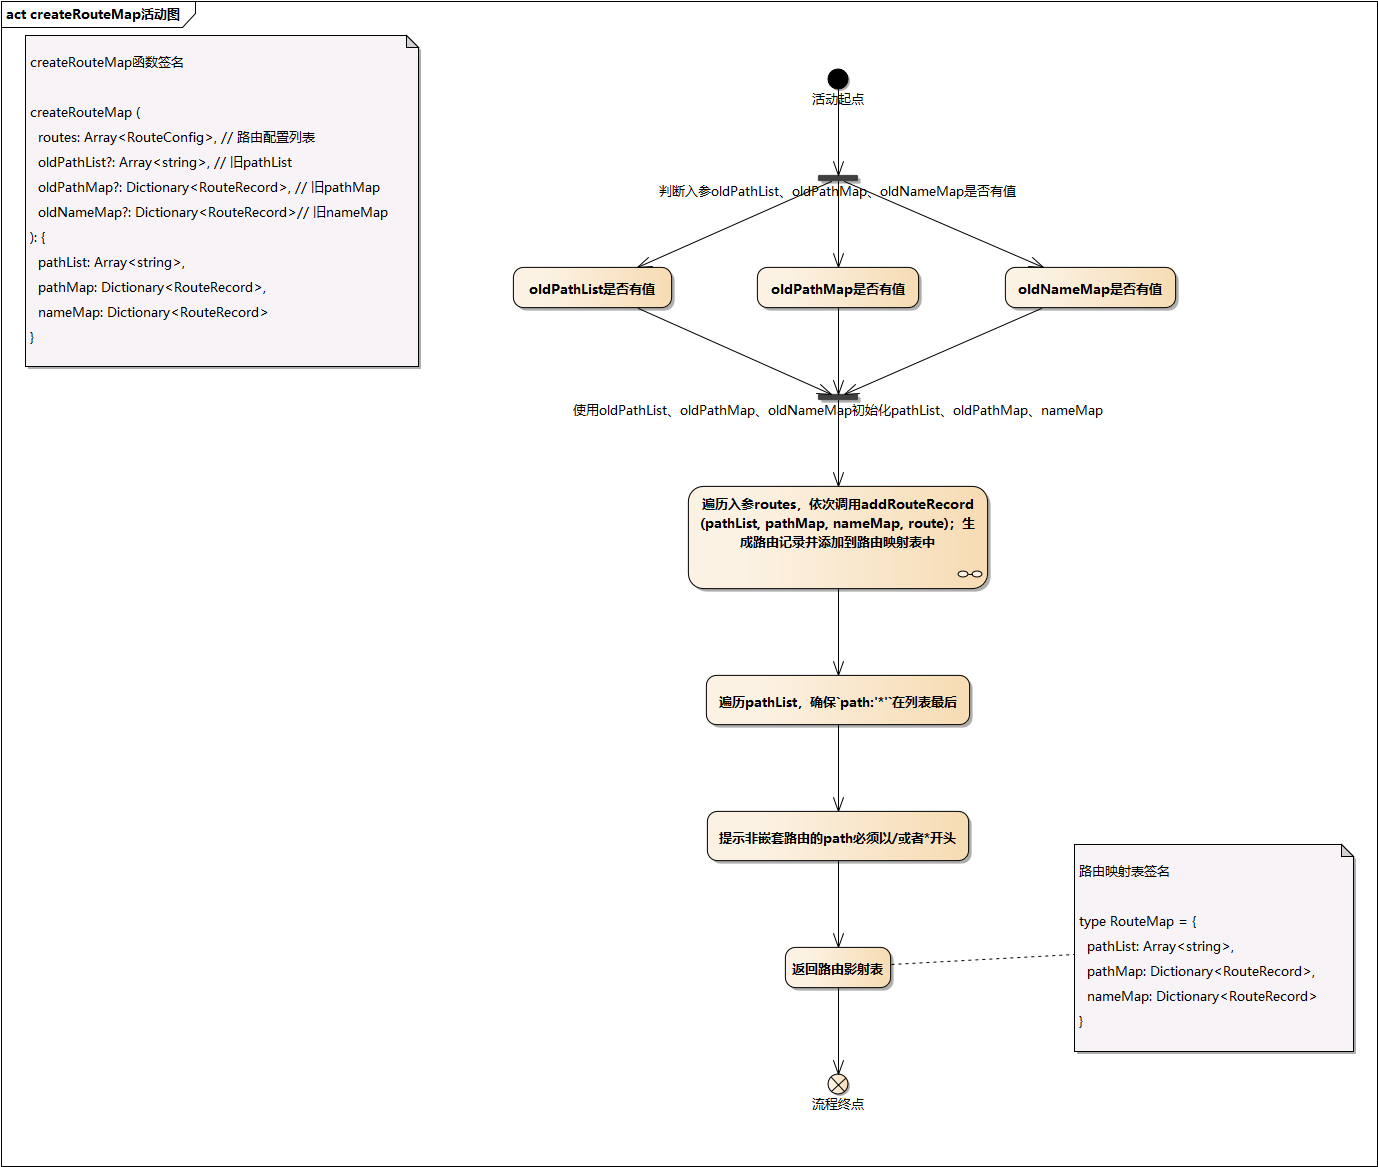 act createRouteMap活动图
createRouteMap函数签名
createRouteMap (
routes: Array<RouteConfig>, // 路由配置列表
oldPathList?: Array<string>, // 旧pathList
oldPathMap?: Dictionary<RouteRecord>, // 旧pathMap
oldNameMap?: Dictionary<RouteRecord>// 旧nameMap
): {
pathList: Array<string>,
pathMap: Dictionary<RouteRecord>,
nameMap: Dictionary<RouteRecord>
}
活动起点
判断入参oldPathList、oldPathMap、oldNameMap是否有值
oldPathList是否有值
oldPathMap是否有值
oldNameMap是否有值
使用oldPathList、oldPathMap、oldNameMap初始化pathList、oldPathMap、nameMap
遍历入参routes，依次调用addRouteRecord
(pathList, pathMap, nameMap, route)；生
成路由记录并添加到路由映射表中
遍历pathList，确保`path:'*'`在列表最后
提示非嵌套路由的path必须以/或者*开头
返回路由影射表
路由映射表签名
type RouteMap = {
pathList: Array<string>,
pathMap: Dictionary<RouteRecord>,
nameMap: Dictionary<RouteRecord>
}
流程终点